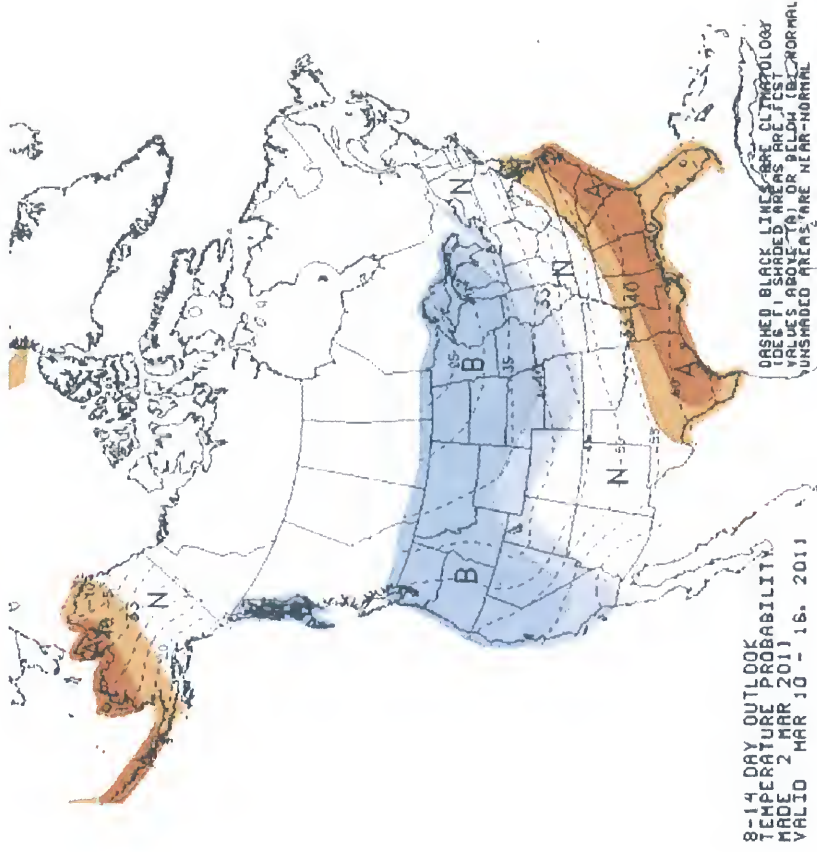 8-14 DAY OUTLOOK
TEMPERATURE PROBABILITY
MADE 2 MAR 2011
VALID MAR 10 - 16, 2011
DASHED BLACK LINES ARE CLIMATOLOGY
(DEG F) SHADED AREAS ARE FCST
VALUES ABOVE (A) OR BELOW (B) NORMAL
UNSHADED AREAS ARE NEAR-NORMAL
N
B
B
N
N
N
A
A
35